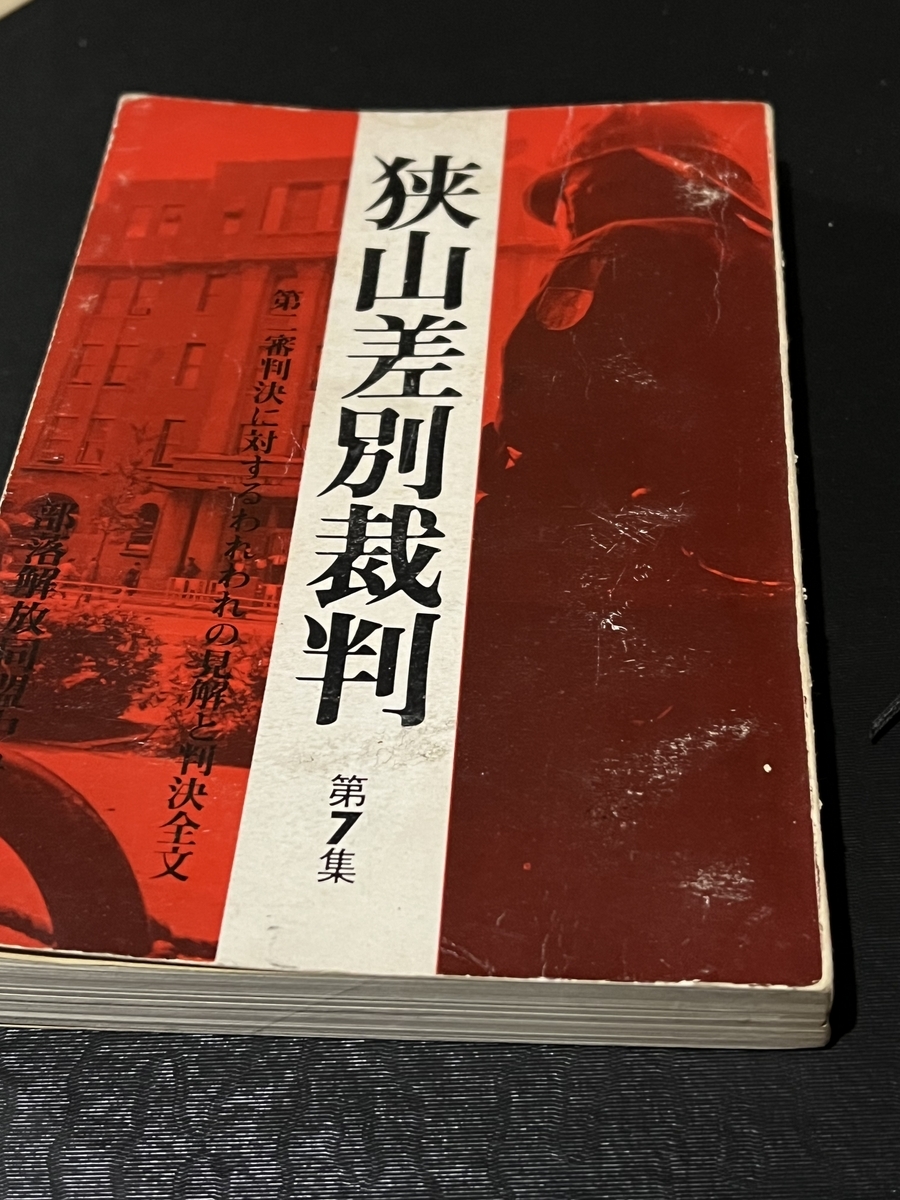 狭山差別裁判
第7集
第二審判決に対するわれわれの見解と判決全文
部落解放同盟中